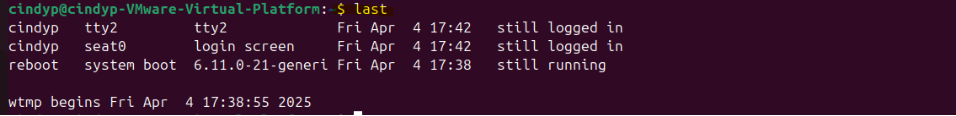 cindyp@cindyp-VMware-Virtual-Platform:~$ last
cindyp   tty2         tty2             Fri Apr  4 17:42   still logged in
cindyp   seat0        login screen     Fri Apr  4 17:42   still logged in
reboot   system boot  6.11.0-21-generi Fri Apr  4 17:38   still running

wtmp begins Fri Apr  4 17:38:55 2025